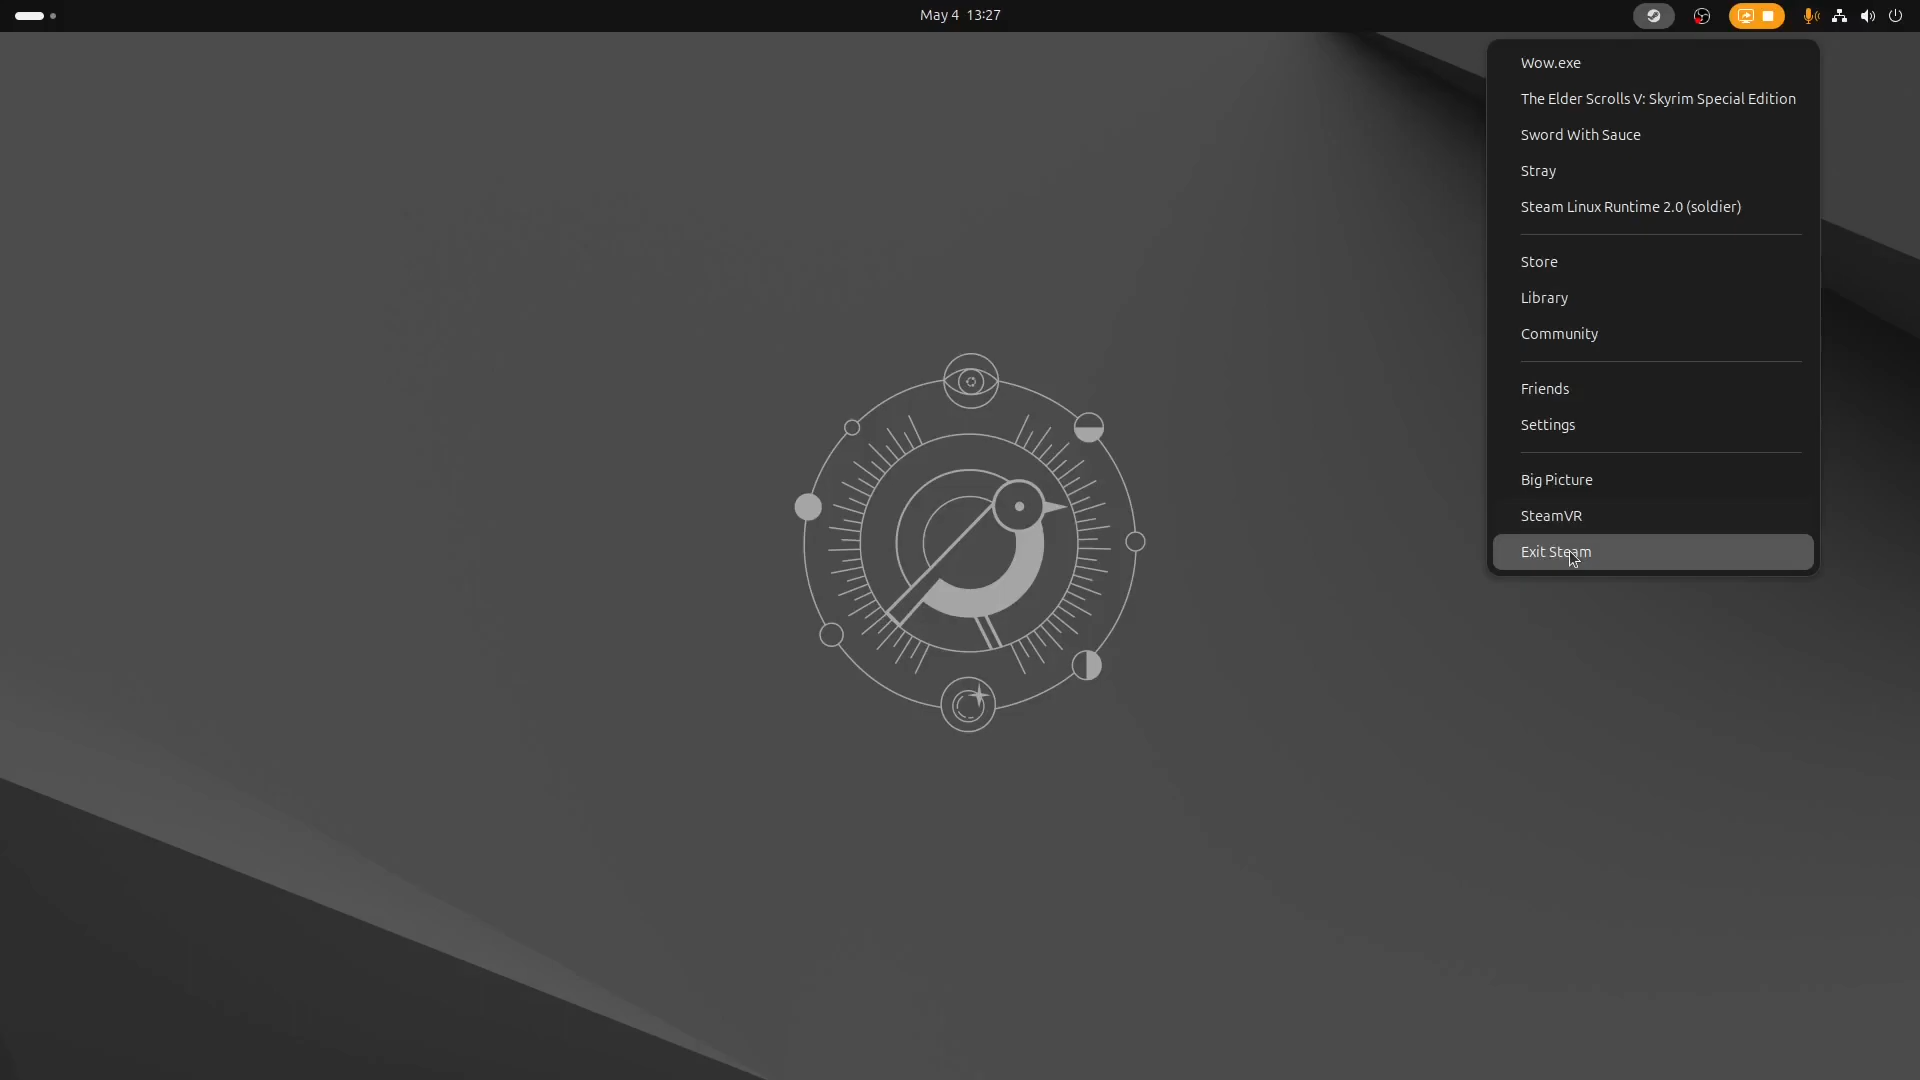 May 4 13:27
Wow.exe
The Elder Scrolls V: Skyrim Special Edition
Sword With Sauce
Stray
Steam Linux Runtime 2.0 (soldier)
Store
Library
Community
Friends
Settings
Big Picture
SteamVR
Exit Steam